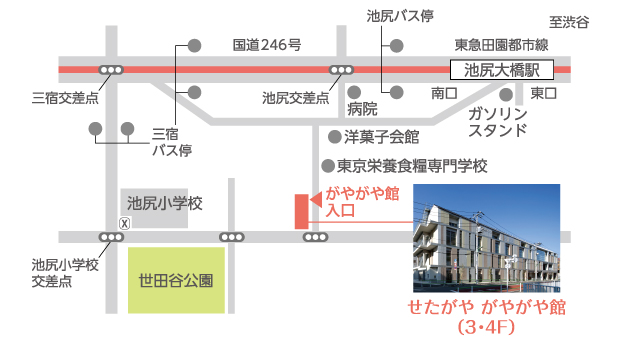 至渋谷
池尻バス停
国道246号
東急田園都市線
池尻大橋駅
三宿交差点
池尻交差点
病院
南口
東口
ガソリン
スタンド
三宿
バス停
洋菓子会館
東京栄養食糧専門学校
池尻小学校
がやがや館
入口
池尻小学校
交差点
世田谷公園
せたがや がやがや館
(3・4F)